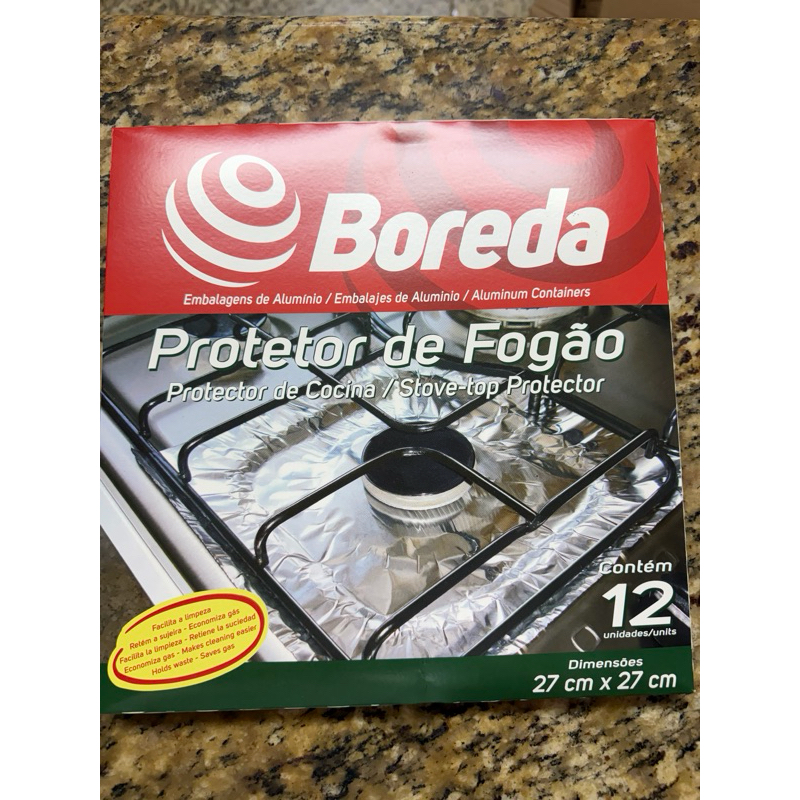 Boreda
Embalagens de Alumínio / Embalajes de Aluminio / Aluminum Containers
Protetor de Fogão
Protector de Cocina / Stove-top Protector
Contém
12
unidades/units
Facilita a limpeza
Retém a sujeira - Economiza gás
Facilita la limpieza - Retiene la suciedad
Economiza gas - Makes cleaning easier
Holds waste - Saves gas
Dimensões
27 cm x 27 cm